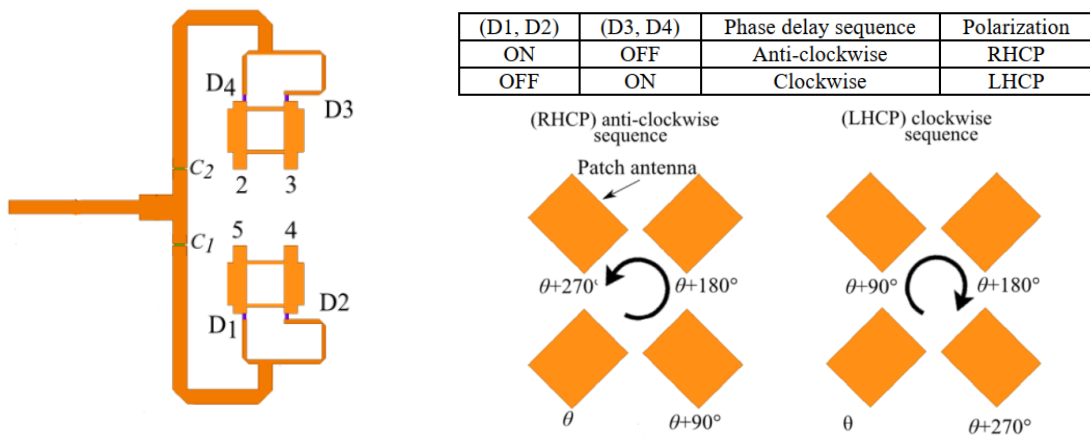 D4
D3
C2
2 3
5 4
C1
D1
D2
(D1, D2) (D3, D4) Phase delay sequence Polarization
ON OFF Anti-clockwise RHCP
OFF ON Clockwise LHCP
(RHCP) anti-clockwise
sequence
Patch antenna
θ+270° θ+180°
θ θ+90°
(LHCP) clockwise
sequence
θ+90° θ+180°
θ θ+270°